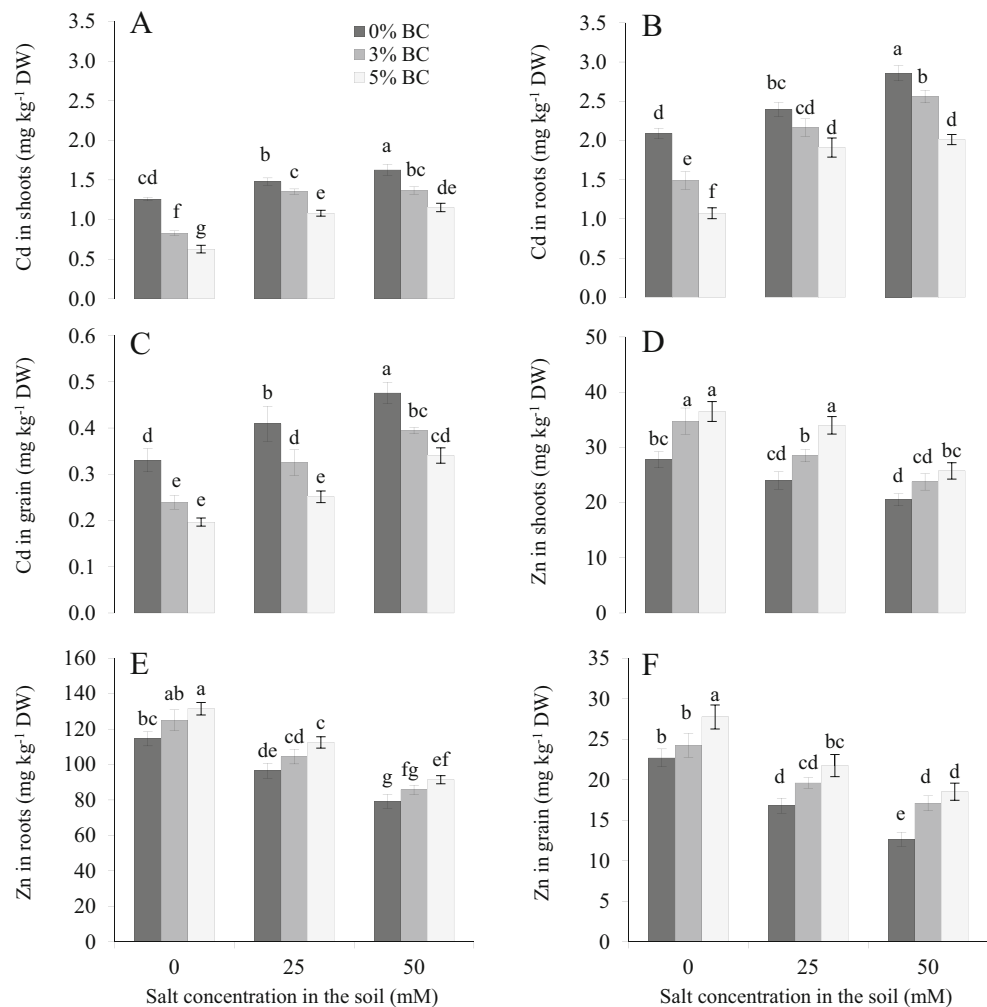 A
0% BC
3% BC
5% BC
Cd in shoots (mg kg⁻¹ DW)
3.5
3.0
2.5
2.0
1.5
1.0
0.5
0.0
cd
f
g
b
c
e
a
bc
de
B
Cd in roots (mg kg⁻¹ DW)
3.5
3.0
2.5
2.0
1.5
1.0
0.5
0.0
d
e
f
bc
cd
d
a
b
d
C
Cd in grain (mg kg⁻¹ DW)
0.6
0.5
0.4
0.3
0.2
0.1
0.0
d
e
e
b
d
e
a
bc
cd
D
Zn in shoots (mg kg⁻¹ DW)
50
40
30
20
10
0
bc
a
a
cd
b
a
d
cd
bc
E
Zn in roots (mg kg⁻¹ DW)
160
140
120
100
80
60
40
20
0
bc
ab
a
de
cd
c
g
fg
ef
0
25
50
Salt concentration in the soil (mM)
F
Zn in grain (mg kg⁻¹ DW)
35
30
25
20
15
10
5
0
b
b
a
d
cd
bc
e
d
d
0
25
50
Salt concentration in the soil (mM)